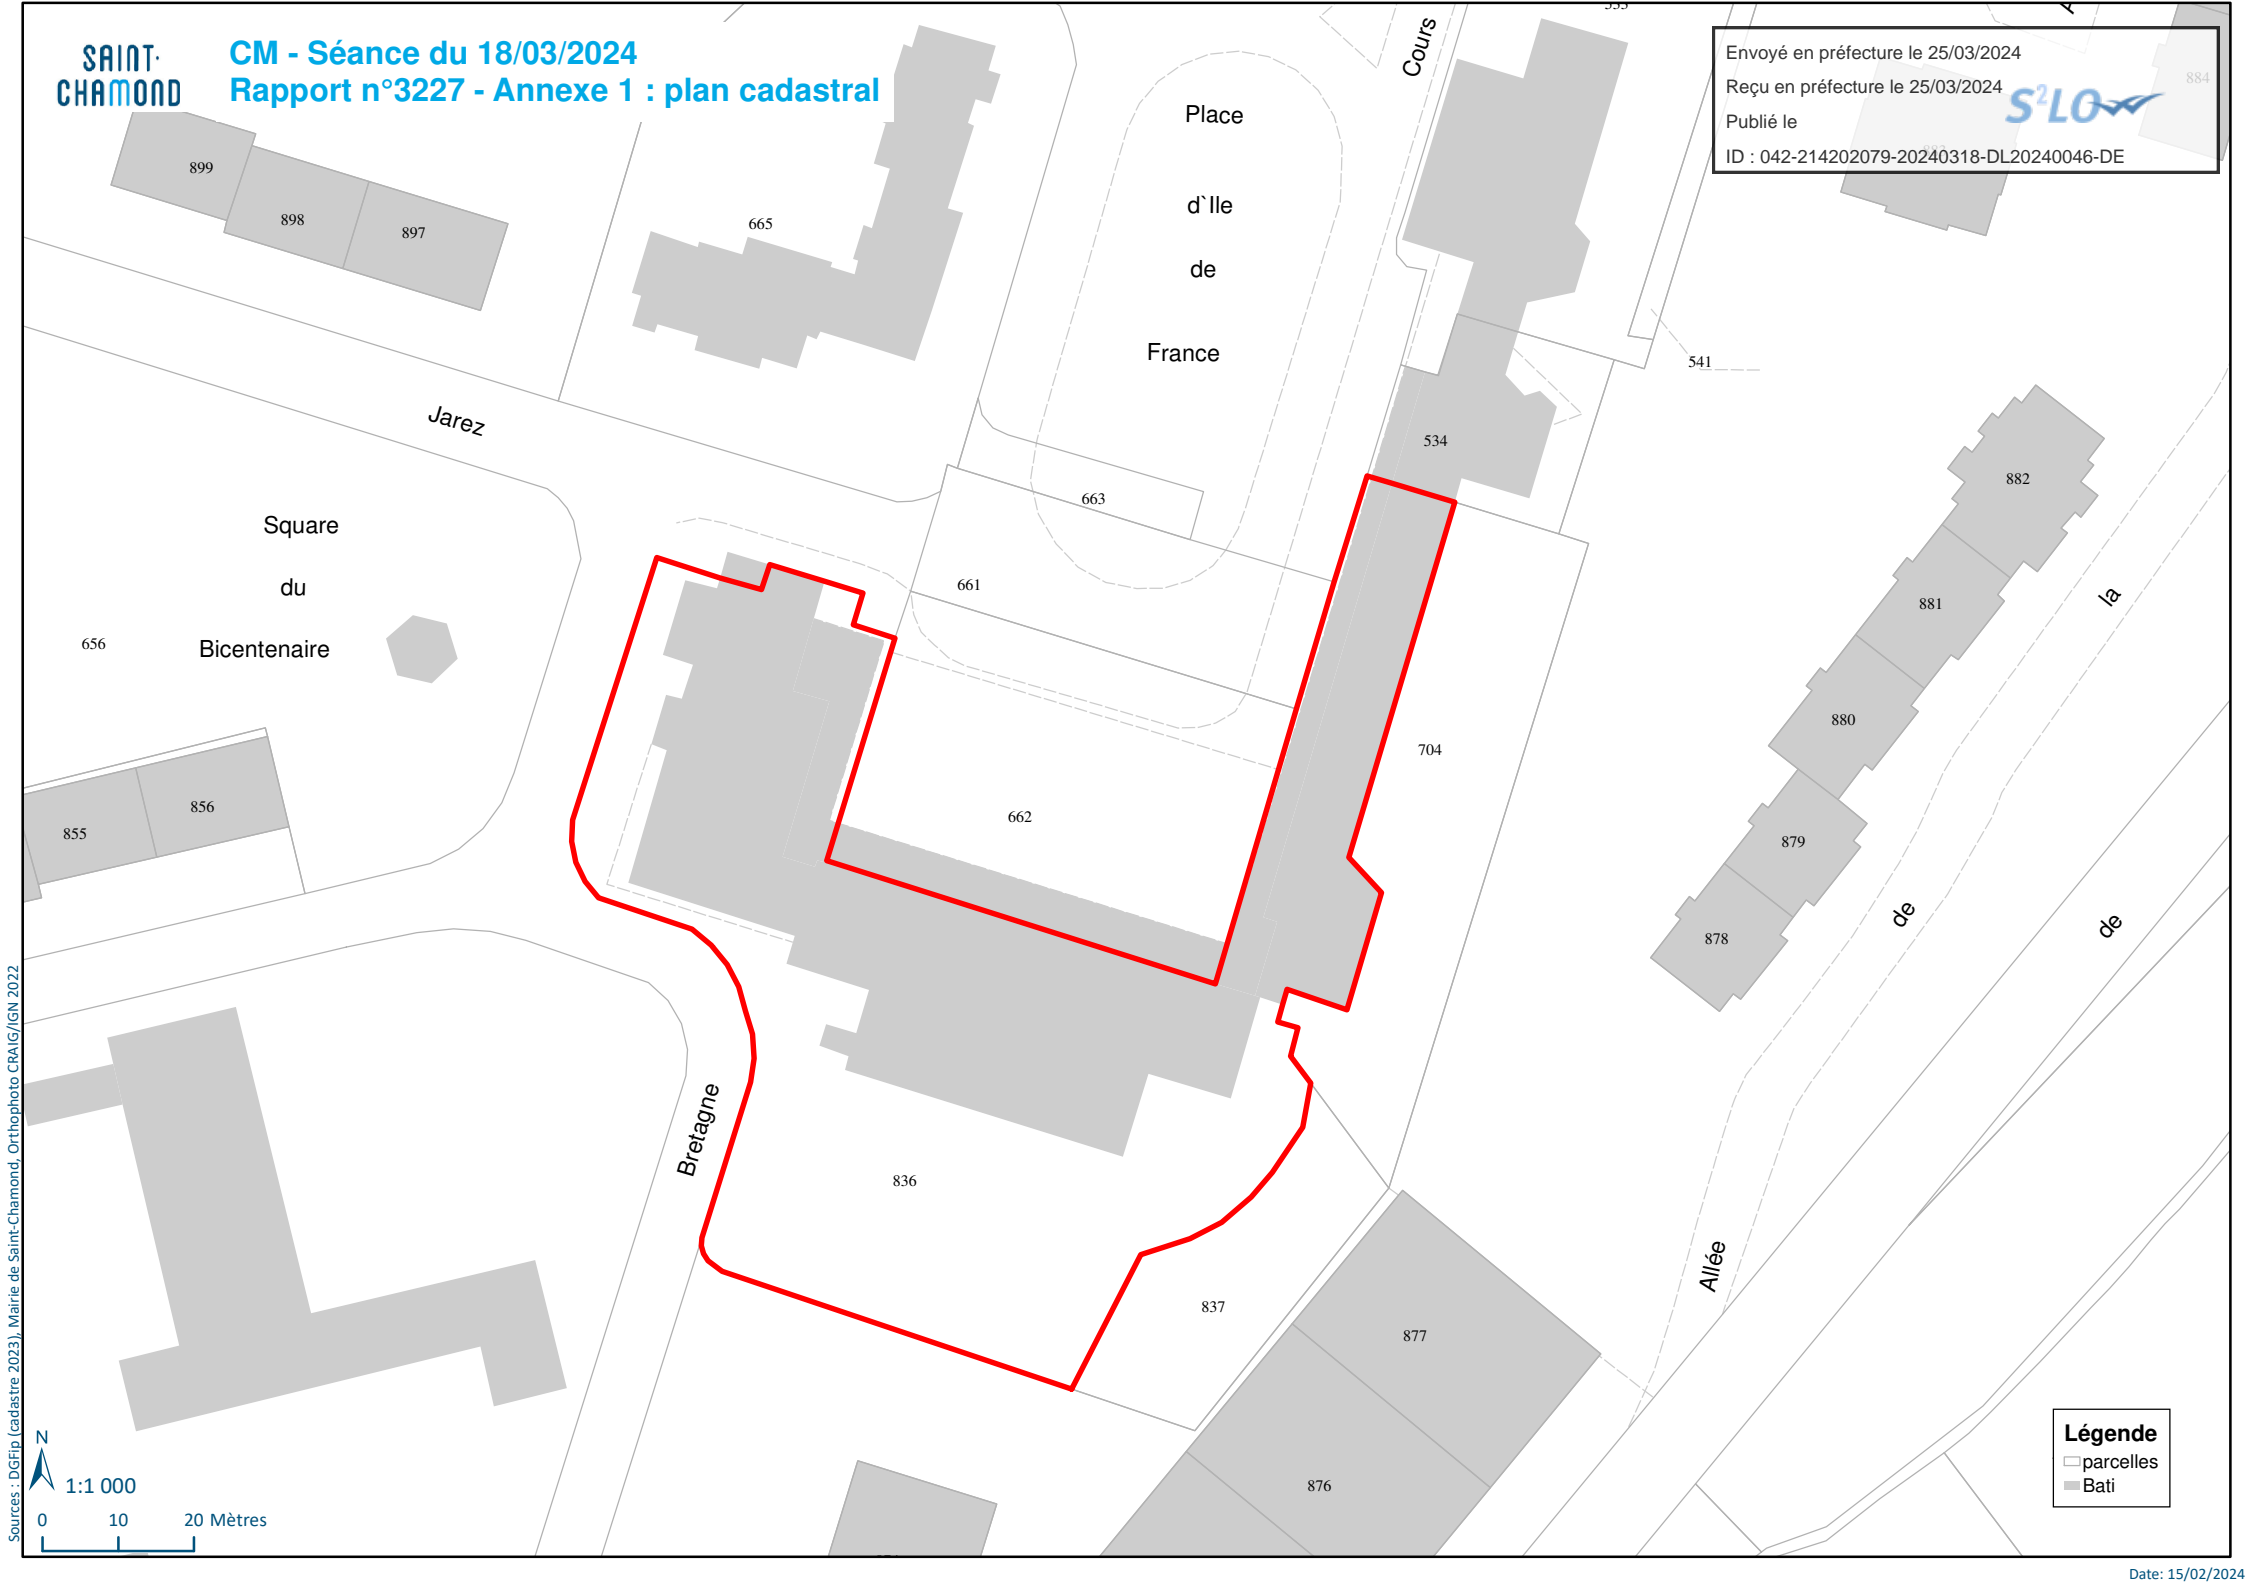 SAINT-
CHAMOND
CM - Séance du 18/03/2024
Rapport n°3227 - Annexe 1 : plan cadastral
Envoyé en préfecture le 25/03/2024
Reçu en préfecture le 25/03/2024
Publié le
ID : 042-214202079-20240318-DL20240046-DE
S²LO
884
Cours
Place
d`Ile
de
France
899
898
897
665
541
Jarez
534
663
882
Square
du
Bicentenaire
661
881
la
656
880
704
856
855
662
879
de
de
878
Bretagne
836
Allée
837
877
876
Légende
parcelles
Bati
N
1:1 000
0 10 20 Mètres
Sources : DGFip (cadastre 2023), Mairie de Saint-Chamond, Orthophoto CRAIG/IGN 2022
Date: 15/02/2024